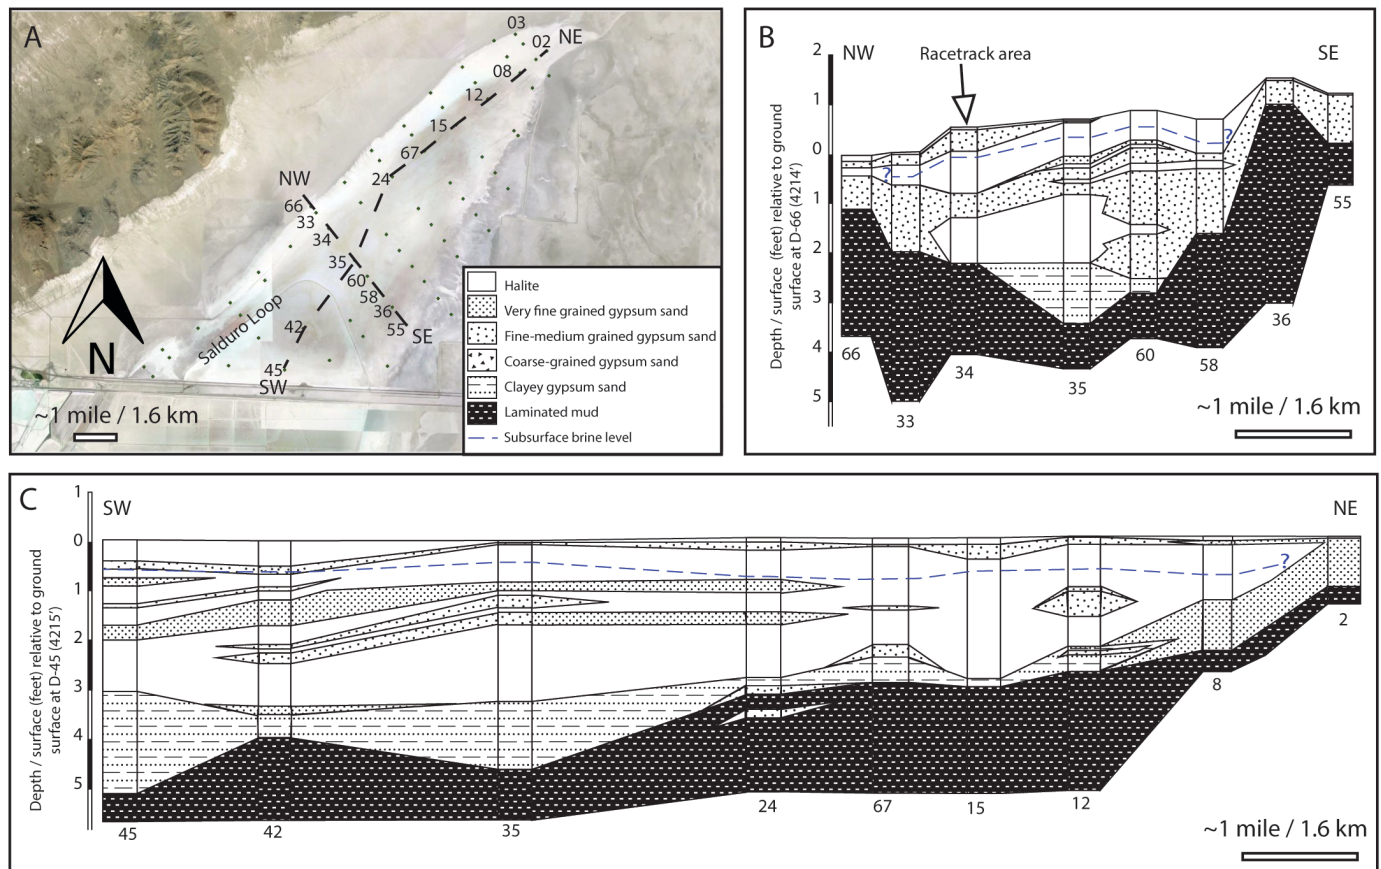 A
03
02
NE
08
12
15
67
24
NW
66
33
34
35
60
58
36
55
SE
42
45
SW
Salduro Loop
N
~1 mile / 1.6 km
Halite
Very fine grained gypsum sand
Fine-medium grained gypsum sand
Coarse-grained gypsum sand
Clayey gypsum sand
Laminated mud
Subsurface brine level
B
NW
SE
Racetrack area
2
1
0
1
2
3
4
5
Depth / surface (feet) relative to ground
surface at D-66 (4214')
?
?
66
33
34
35
60
58
36
55
~1 mile / 1.6 km
C
SW
NE
1
0
1
2
3
4
5
Depth / surface (feet) relative to ground
surface at D-45 (4215')
?
45
42
35
24
67
15
12
8
2
~1 mile / 1.6 km